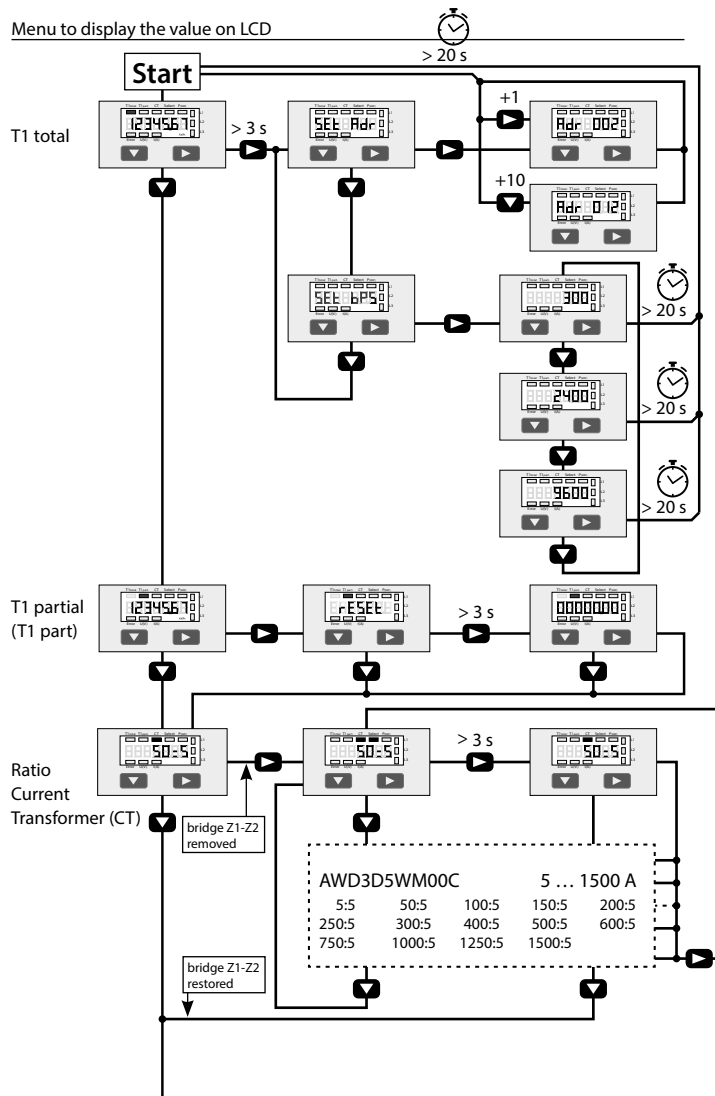 Menu to display the value on LCD
> 20 s
Start
T1 total
1234567
> 3 s
SEt Adr
+1
Adr 002
+10
Adr 012
SEt bPS
300
> 20 s
2400
> 20 s
9600
> 20 s
T1 partial
(T1 part)
1234567
rESEt
> 3 s
0000000
Ratio
Current
Transformer (CT)
50:5
50:5
> 3 s
50:5
bridge Z1-Z2
removed
AWD3D5WM00C 5 ... 1500 A
5:5 50:5 100:5 150:5 200:5
250:5 300:5 400:5 500:5 600:5
750:5 1000:5 1250:5 1500:5
bridge Z1-Z2
restored